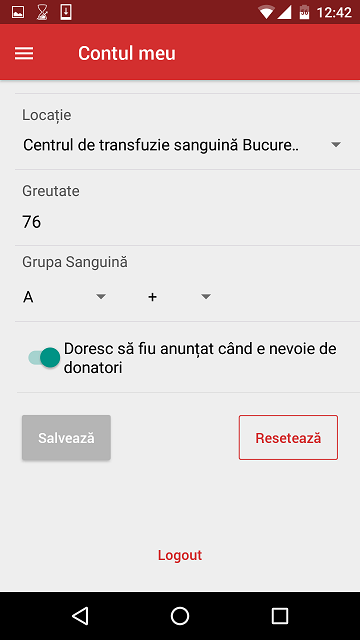 12:42
Contul meu
Locație
Centrul de transfuzie sanguină Bucure..
Greutate
76
Grupa Sanguină
A +
Doresc să fiu anunțat când e nevoie de
donatori
Salvează Resetează
Logout